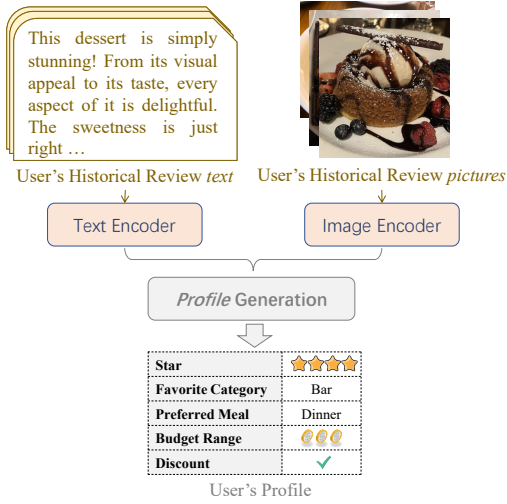 This dessert is simply
stunning! From its visual
appeal to its taste, every
aspect of it is delightful.
The sweetness is just
right …
User's Historical Review text
User's Historical Review pictures
Text Encoder
Image Encoder
Profile Generation
Star
Favorite Category Bar
Preferred Meal Dinner
Budget Range
Discount
User's Profile